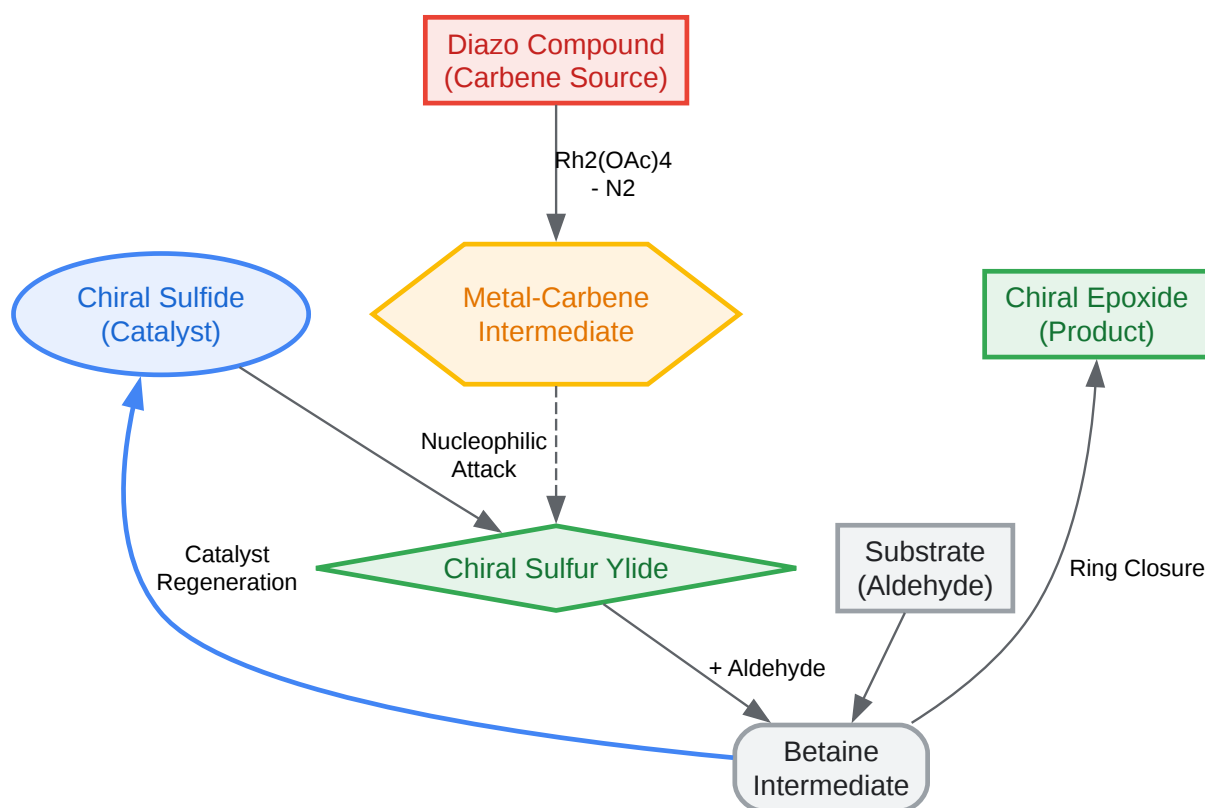 Diazo Compound
(Carbene Source)
Rh2(OAc)4
- N2
Chiral Sulfide
(Catalyst)
Metal-Carbene
Intermediate
Chiral Epoxide
(Product)
Nucleophilic
Attack
Catalyst
Regeneration
Chiral Sulfur Ylide
Substrate
(Aldehyde)
Ring Closure
+ Aldehyde
Betaine
Intermediate